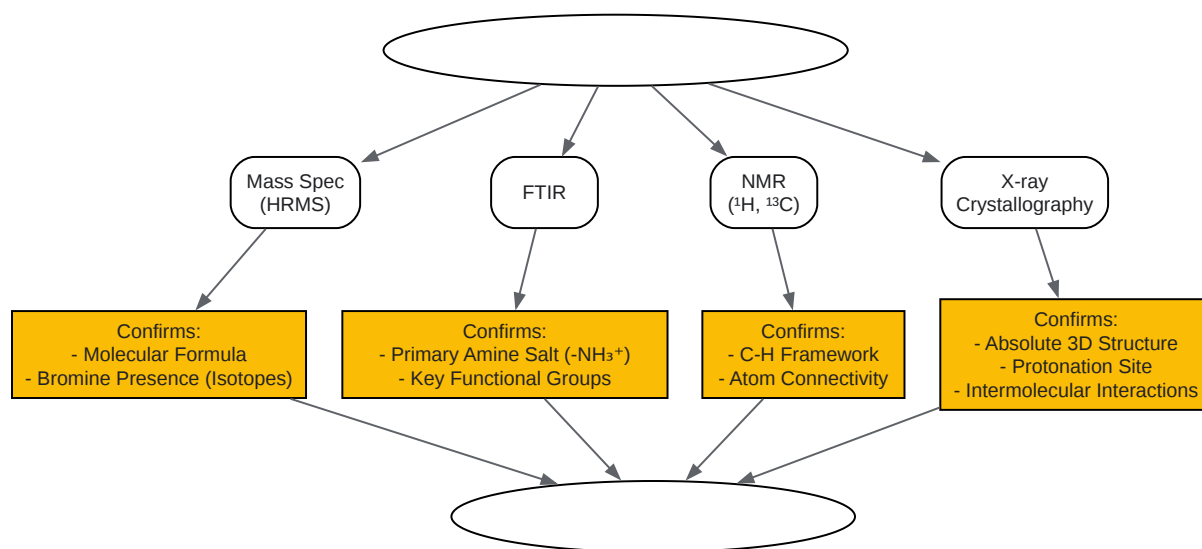 Mass Spec
(HRMS)
FTIR
NMR
(¹H, ¹³C)
X-ray
Crystallography
Confirms:
- Molecular Formula
- Bromine Presence (Isotopes)
Confirms:
- Primary Amine Salt (-NH₃⁺)
- Key Functional Groups
Confirms:
- C-H Framework
- Atom Connectivity
Confirms:
- Absolute 3D Structure
- Protonation Site
- Intermolecular Interactions